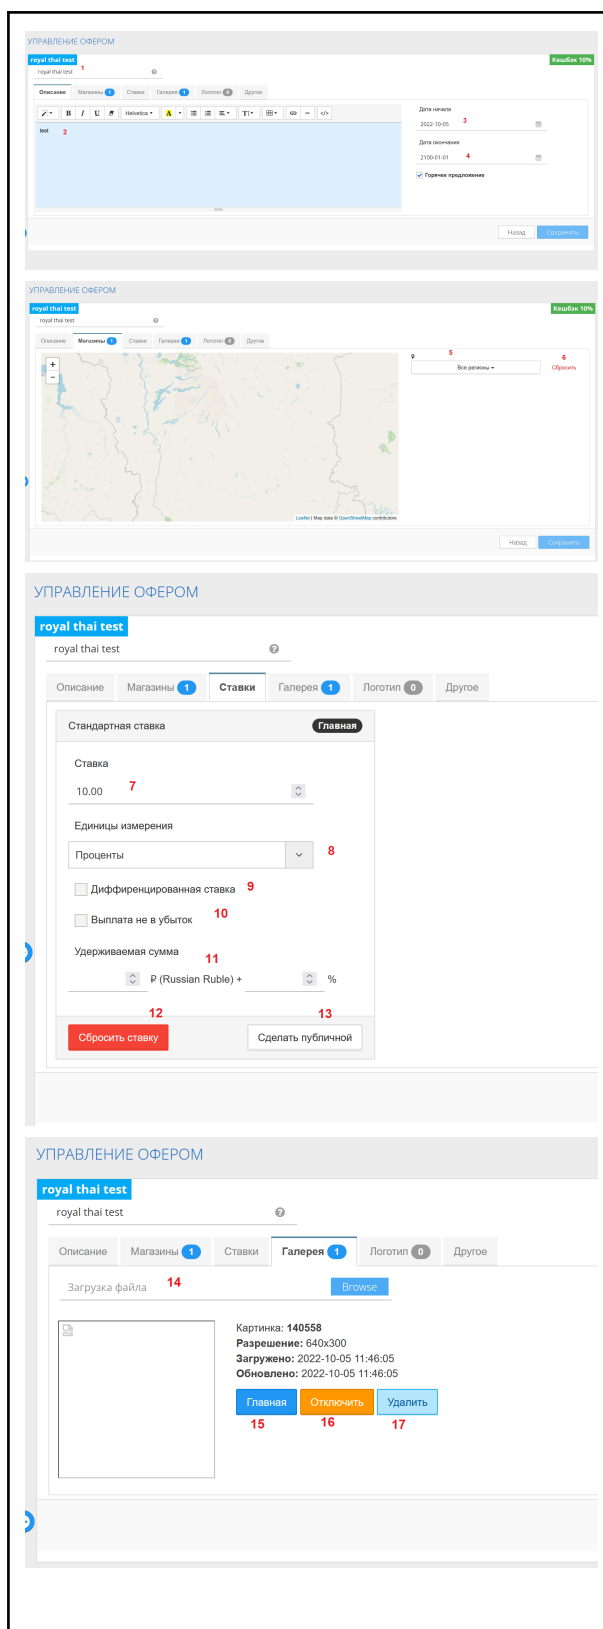 УПРАВЛЕНИЕ ОФЕРОМ
royal thai test
Кешбэк 10%
royal thai test 1
Описание Магазины 1 Ставки Галерея 1 Логотип 0 Другое
B I U Helvetica A
test 2
Дата начала
2022-10-05 3
Дата окончания
2100-01-01 4
Горячее предложение
Назад Сохранить
УПРАВЛЕНИЕ ОФЕРОМ
royal thai test
Кешбэк 10%
royal thai test
Описание Магазины 1 Ставки Галерея 1 Логотип 0 Другое
+
−
5 6
Все регионы Сбросить
Leaflet | Map data © OpenStreetMap contributors
Назад Сохранить
УПРАВЛЕНИЕ ОФЕРОМ
royal thai test
royal thai test
Описание Магазины 1 Ставки Галерея 1 Логотип 0 Другое
Стандартная ставка Главная
Ставка
10.00 7
Единицы измерения
Проценты 8
Диффиренцированная ставка 9
Выплата не в убыток 10
Удерживаемая сумма 11
₽ (Russian Ruble) + %
12 13
Сбросить ставку Сделать публичной
УПРАВЛЕНИЕ ОФЕРОМ
royal thai test
royal thai test
Описание Магазины 1 Ставки Галерея 1 Логотип 0 Другое
Загрузка файла 14 Browse
Картинка: 140558
Разрешение: 640x300
Загружено: 2022-10-05 11:46:05
Обновлено: 2022-10-05 11:46:05
Главная Отключить Удалить
15 16 17